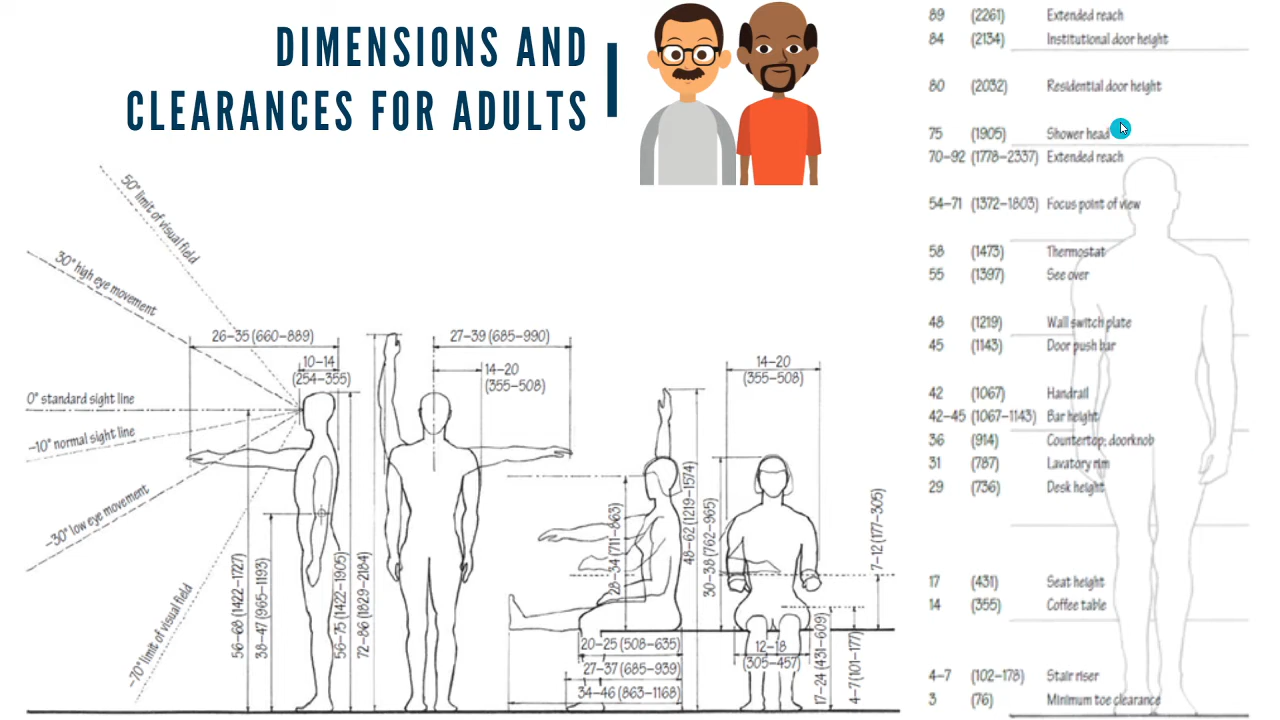 DIMENSIONS AND
CLEARANCES FOR ADULTS
50° limit of visual field
30° high eye movement
0° standard sight line
–10° normal sight line
–30° low eye movement
–70° limit of visual field
26–35 (660–889)
10–14
(254–355)
56–68 (1422–1727)
38–47 (965–1193)
56–75 (1422–1905)
72–86 (1829–2184)
27–39 (685–990)
14–20
(355–508)
28–34 (711–863)
48–62 (1219–1574)
30–38 (762–965)
20–25 (508–635)
27–37 (685–939)
34–46 (863–1168)
14–20
(355–508)
12–18
(305–457)
17–24 (431–609)
4–7 (101–177)
7–12 (177–305)
89 (2261) Extended reach
84 (2134) Institutional door height
80 (2032) Residential door height
75 (1905) Shower head
70–92 (1778–2337) Extended reach
54–71 (1372–1803) Focus point of view
58 (1473) Thermostat
55 (1397) See over
48 (1219) Wall switch plate
45 (1143) Door push bar
42 (1067) Handrail
42–45 (1067–1143) Bar height
36 (914) Countertop; doorknob
31 (787) Lavatory rim
29 (736) Desk height
17 (431) Seat height
14 (355) Coffee table
4–7 (102–178) Stair riser
3 (76) Minimum toe clearance